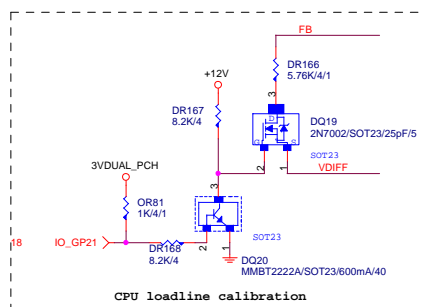 FB
DR166
5.76K/4/1
+12V
3
DR167
8.2K/4
D
G
S
DQ19
2N7002/SOT23/25pF/5
SOT23
3VDUAL_PCH
2
1
VDIFF
3
OR81
1K/4/1
18
IO_GP21
DR168
8.2K/4
2
1
SOT23
DQ20
MMBT2222A/SOT23/600mA/40
CPU loadline calibration